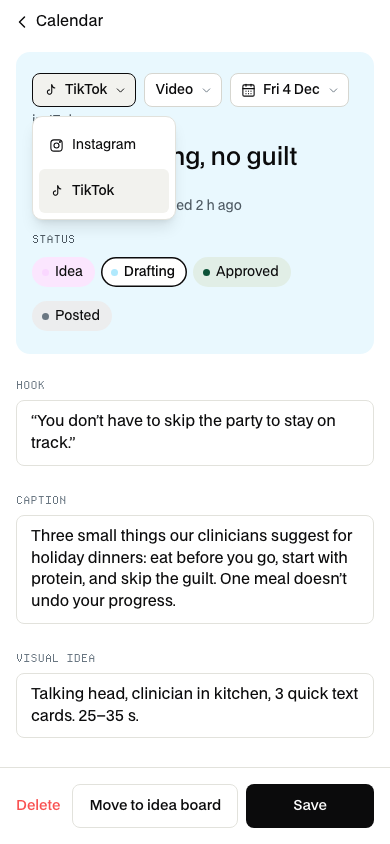 Calendar
TikTok
Video
Fri 4 Dec
Instagram
TikTok
ng, no guilt
ed 2 h ago
STATUS
Idea
Drafting
Approved
Posted
HOOK
“You don’t have to skip the party to stay on
track.”
CAPTION
Three small things our clinicians suggest for
holiday dinners: eat before you go, start with
protein, and skip the guilt. One meal doesn’t
undo your progress.
VISUAL IDEA
Talking head, clinician in kitchen, 3 quick text
cards. 25–35 s.
Delete
Move to idea board
Save